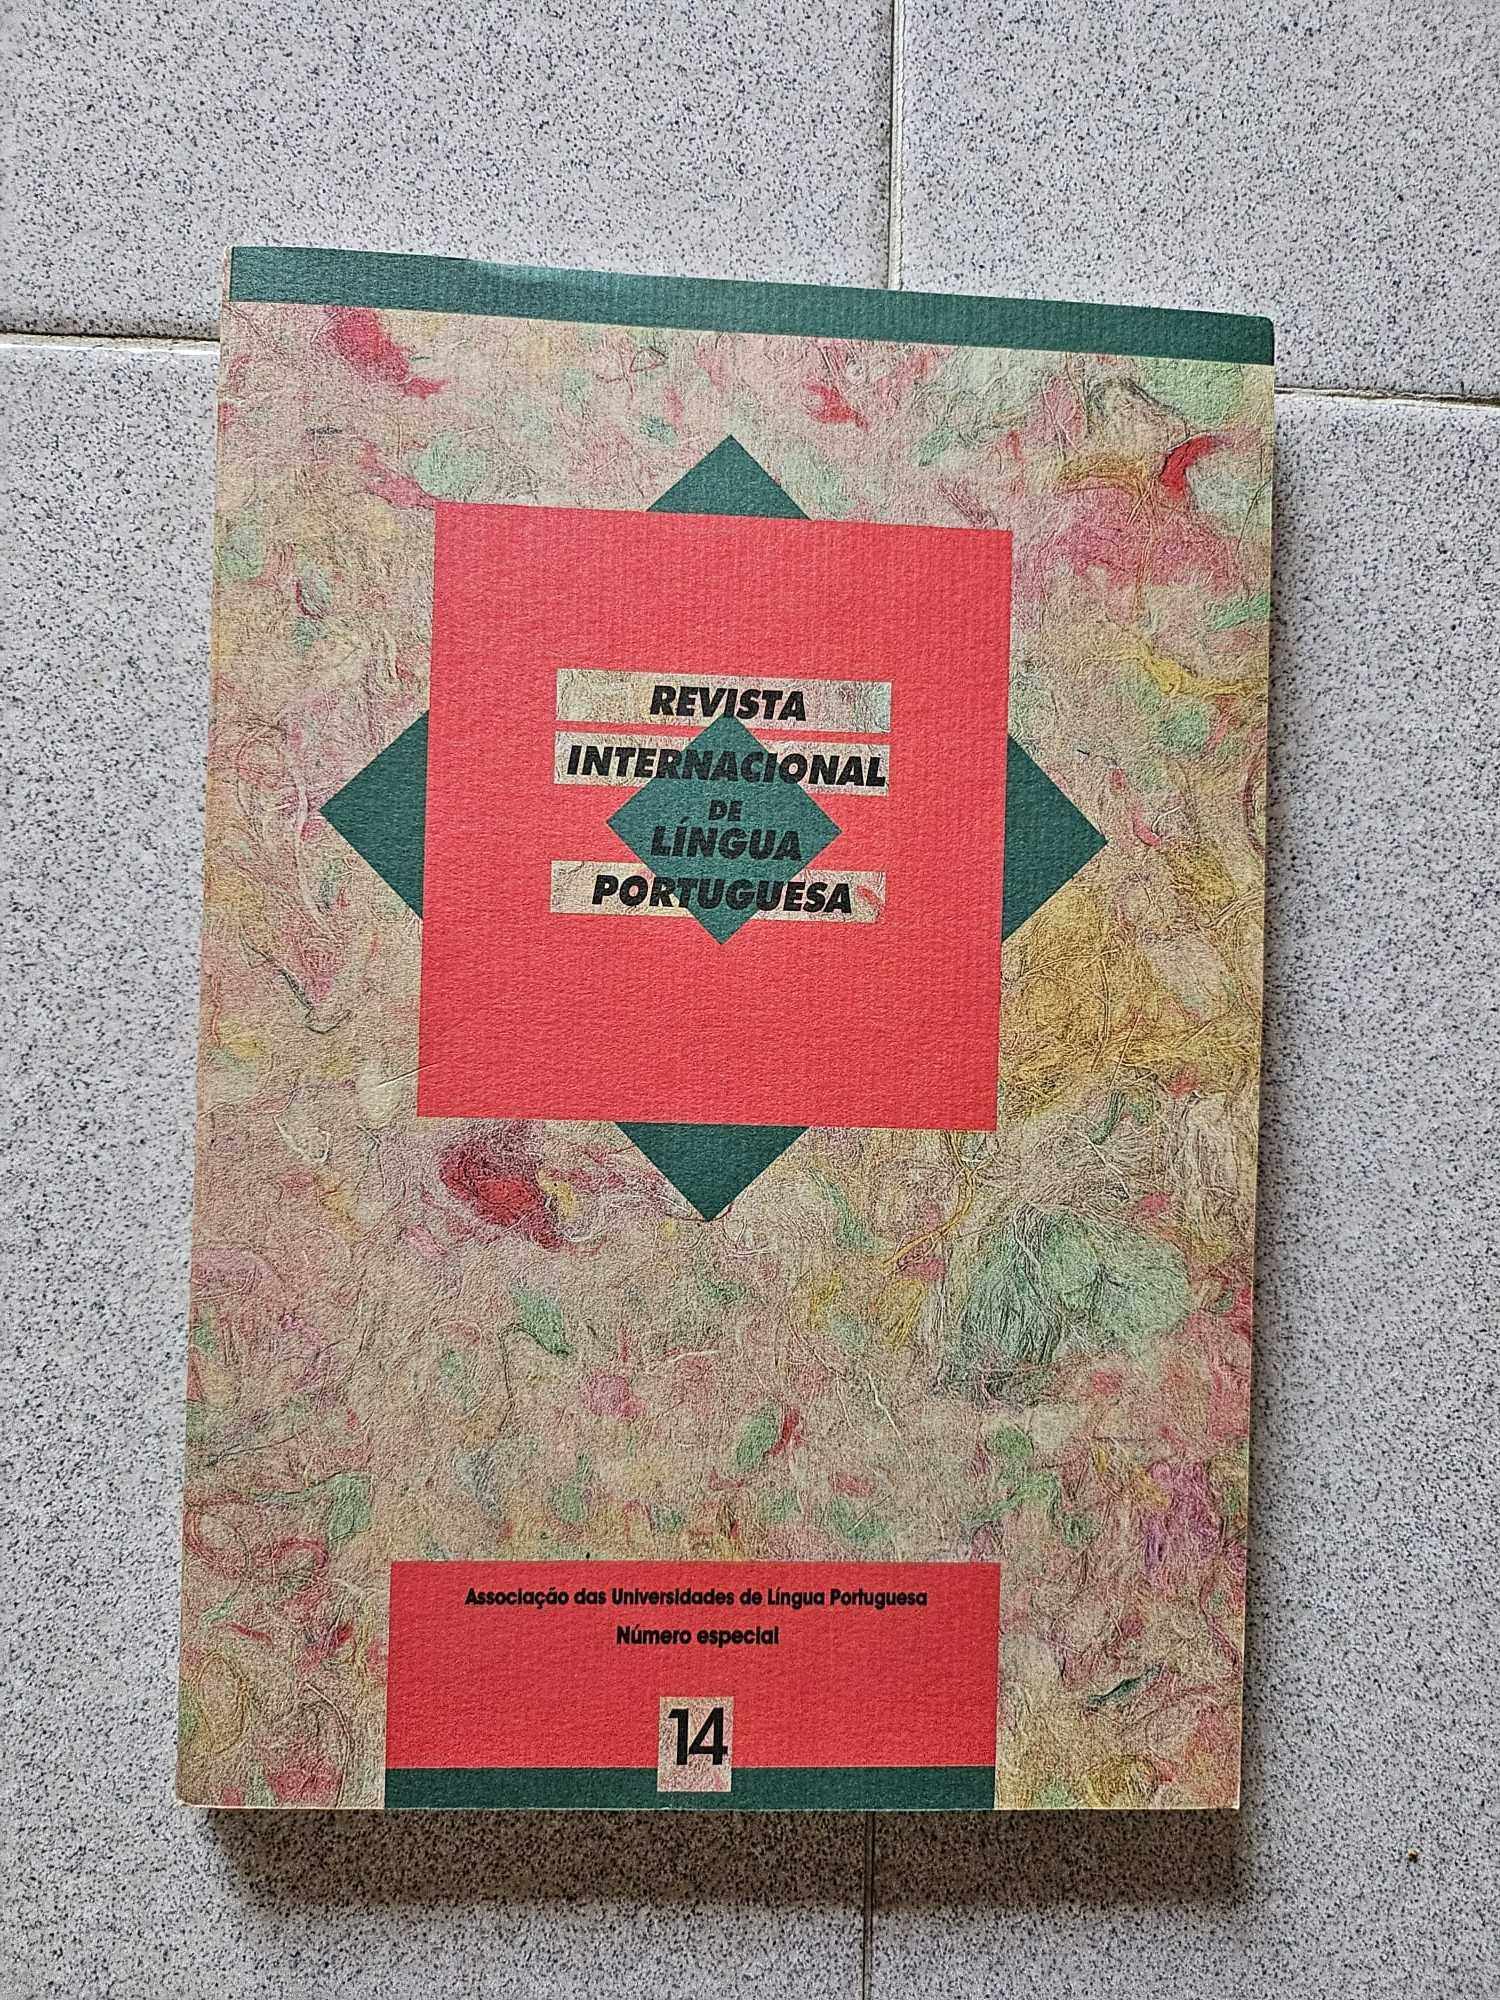 REVISTA
INTERNACIONAL
DE
LÍNGUA
PORTUGUESA
Associação das Universidades de Língua Portuguesa
Número especial
14